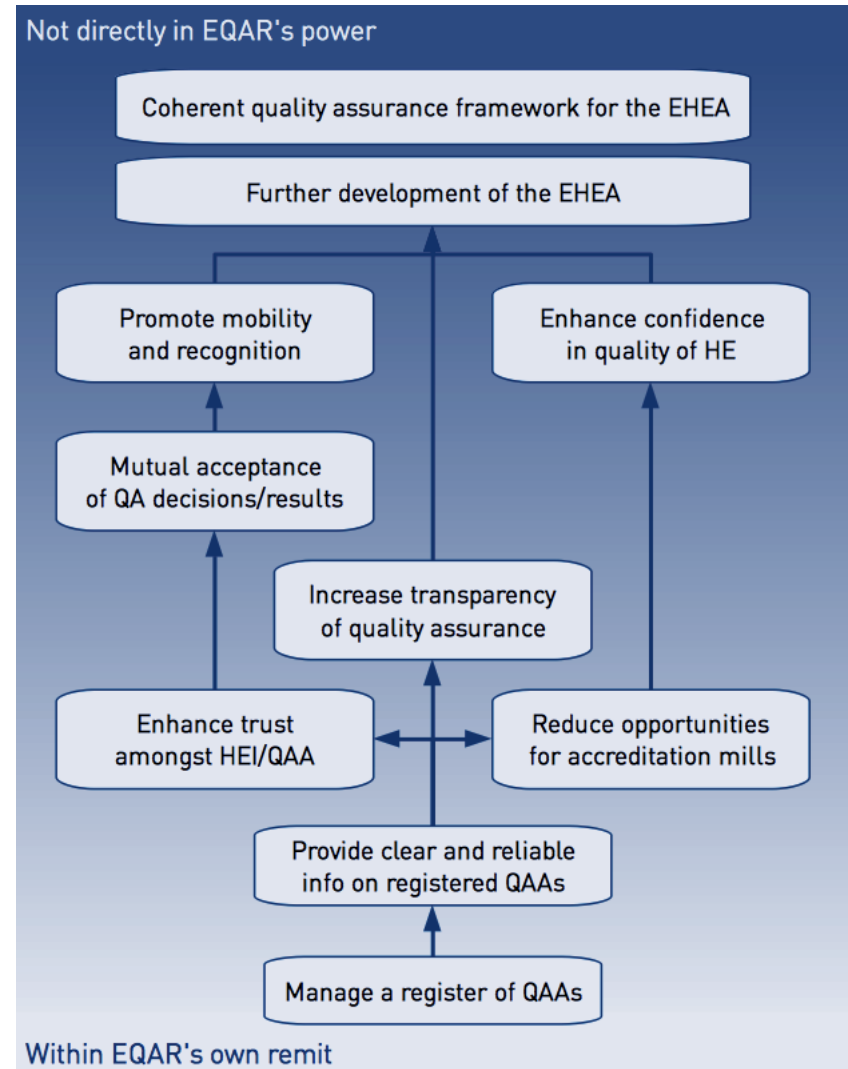 Not directly in EQAR's power
Coherent quality assurance framework for the EHEA
Further development of the EHEA
Promote mobility
and recognition
Enhance confidence
in quality of HE
Mutual acceptance
of QA decisions/results
Increase transparency
of quality assurance
Enhance trust
amongst HEI/QAA
Reduce opportunities
for accreditation mills
Provide clear and reliable
info on registered QAAs
Manage a register of QAAs
Within EQAR's own remit